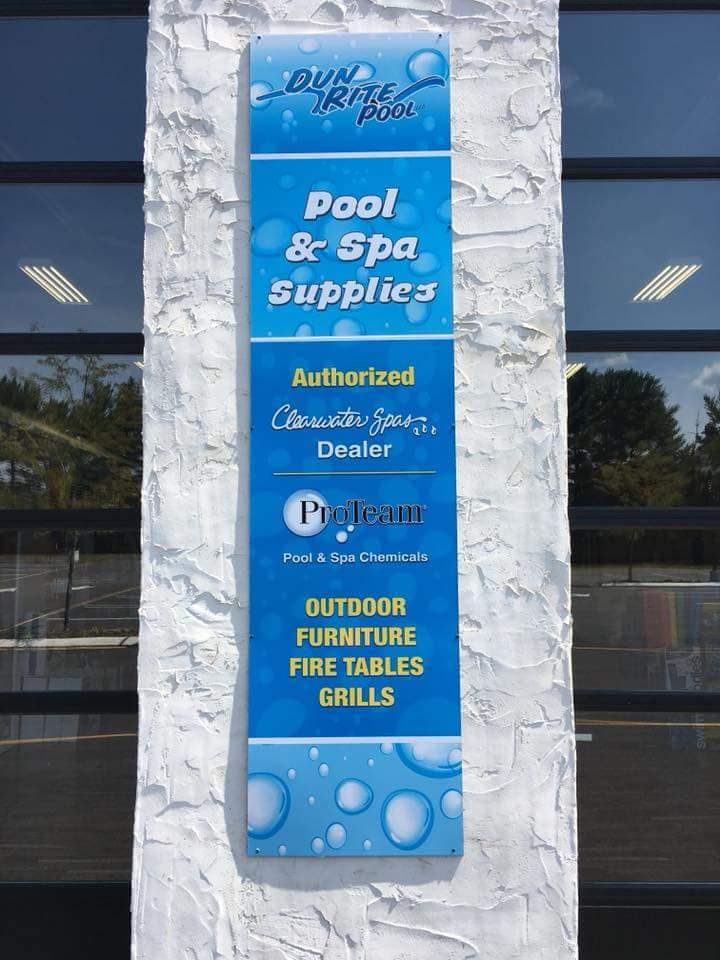 DUN
RITE
POOL
Pool
& Spa
Supplies
Authorized
Clearwater Spas
Dealer
ProTeam
Pool & Spa Chemicals
OUTDOOR
FURNITURE
FIRE TABLES
GRILLS